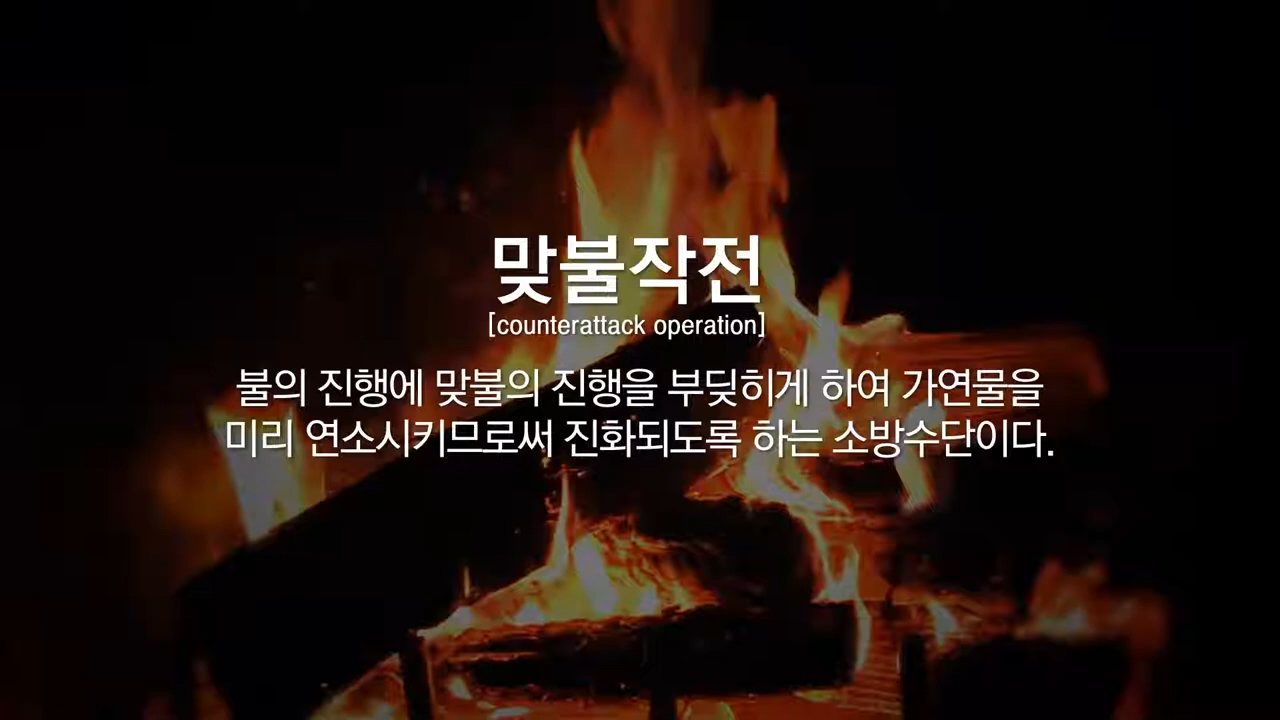 맞불작전
[counterattack operation]
불의 진행에 맞불의 진행을 부딪히게 하여 가연물을
미리 연소시키므로써 진화되도록 하는 소방수단이다.